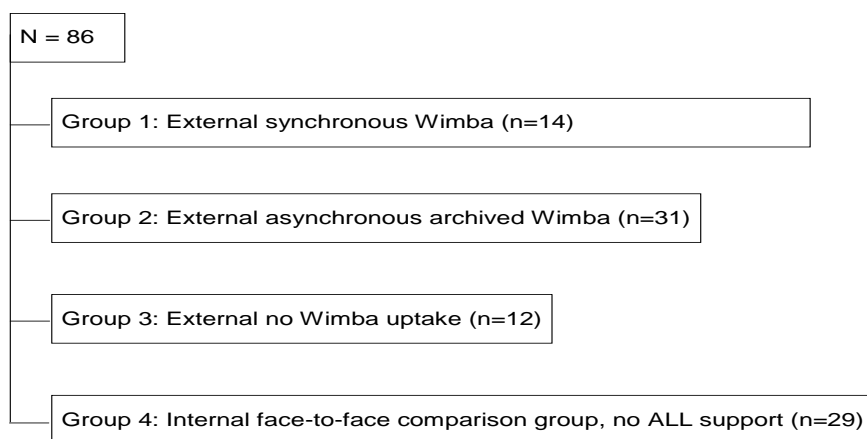 N = 86
Group 1: External synchronous Wimba (n=14)
Group 2: External asynchronous archived Wimba (n=31)
Group 3: External no Wimba uptake (n=12)
Group 4: Internal face-to-face comparison group, no ALL support (n=29)